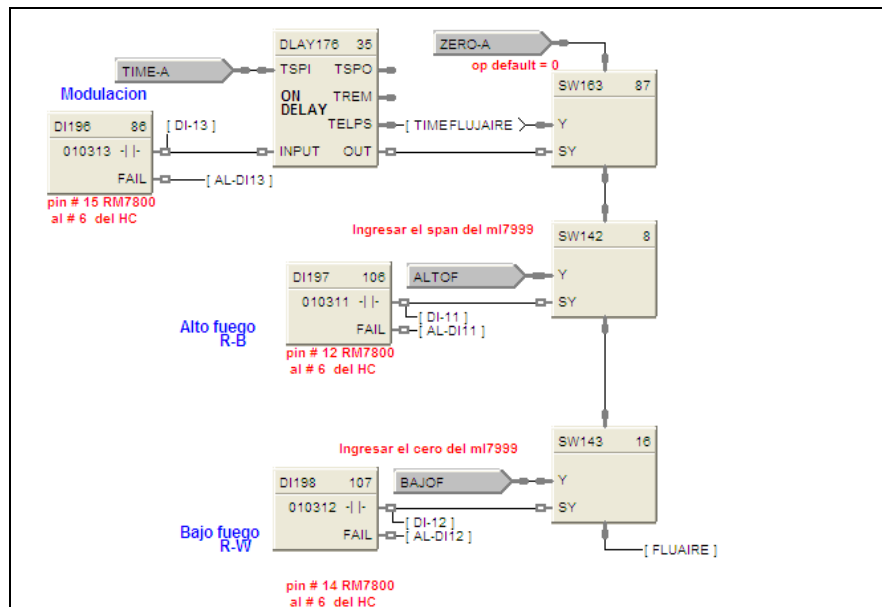 DLAY176 35
TIME-A
TSPI TSPO
ON
DELAY
TREM
TELPS
INPUT OUT
[ TIMEFLUJAIRE >
ZERO-A
op default = 0
SW163 87
Y
SY
Modulacion
DI196 86
010313 -| |-
FAIL
[ DI-13 ]
[ AL-DI13 ]
pin # 15 RM7800
al # 6 del HC
Ingresar el span del ml7999
SW142 8
Y
SY
ALTOF
DI197 106
010311 -| |-
FAIL
[ DI-11 ]
[ AL-DI11 ]
Alto fuego
R-B
pin # 12 RM7800
al # 6 del HC
Ingresar el cero del ml7999
SW143 16
Y
SY
BAJOF
DI198 107
010312 -| |-
FAIL
[ DI-12 ]
[ AL-DI12 ]
Bajo fuego
R-W
[ FLUAIRE ]
pin # 14 RM7800
al # 6 del HC